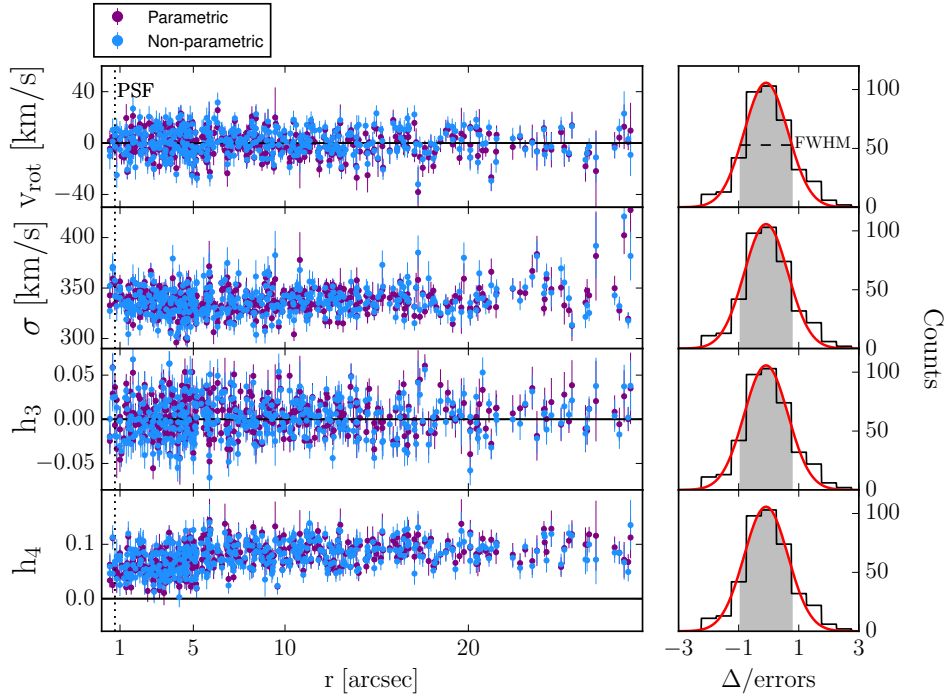 Parametric
Non-parametric
PSF
v_rot [km/s]
40
0
−40
σ [km/s]
400
350
300
h_3
0.05
0.00
−0.05
h_4
0.1
0.0
1
5
10
20
r [arcsec]
FWHM
100
50
0
100
50
0
100
50
0
100
50
0
Counts
−3
−1
1
3
Δ/errors